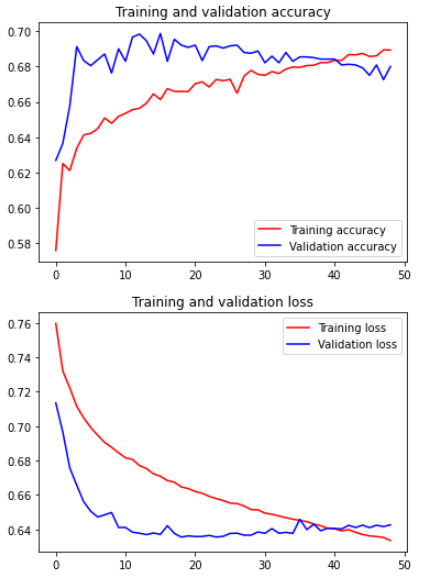 Training and validation accuracy
0.70
0.68
0.66
0.64
0.62
0.60
0.58
Training accuracy
Validation accuracy
0 10 20 30 40 50
Training and validation loss
0.76
0.74
0.72
0.70
0.68
0.66
0.64
Training loss
Validation loss
0 10 20 30 40 50